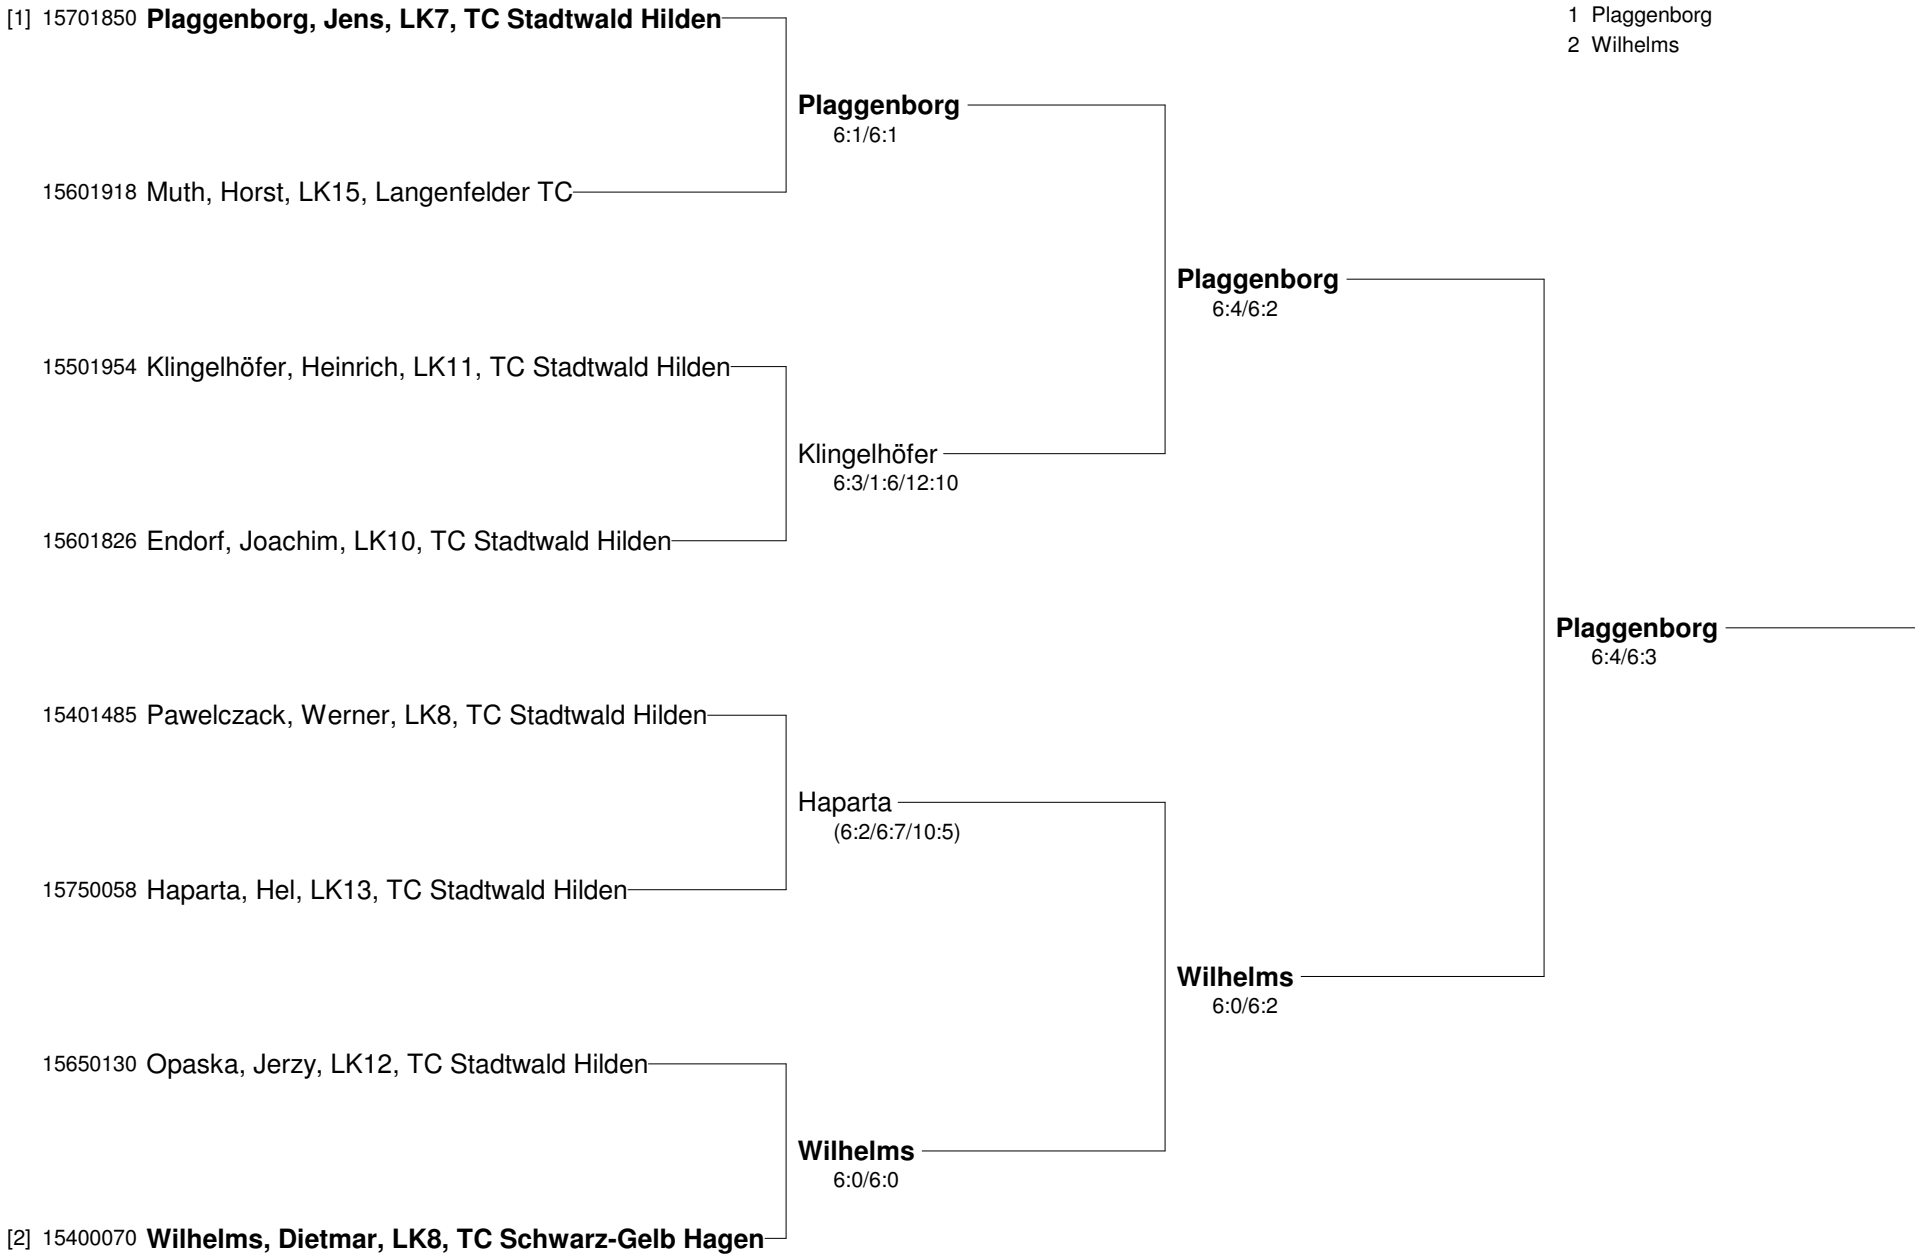 [1] 15701850 Plaggenborg, Jens, LK7, TC Stadtwald Hilden
1 Plaggenborg
2 Wilhelms
Plaggenborg
6:1/6:1
15601918 Muth, Horst, LK15, Langenfelder TC
Plaggenborg
6:4/6:2
15501954 Klingelhöfer, Heinrich, LK11, TC Stadtwald Hilden
Klingelhöfer
6:3/1:6/12:10
15601826 Endorf, Joachim, LK10, TC Stadtwald Hilden
Plaggenborg
6:4/6:3
15401485 Pawelczack, Werner, LK8, TC Stadtwald Hilden
Haparta
(6:2/6:7/10:5)
15750058 Haparta, Hel, LK13, TC Stadtwald Hilden
Wilhelms
6:0/6:2
15650130 Opaska, Jerzy, LK12, TC Stadtwald Hilden
Wilhelms
6:0/6:0
[2] 15400070 Wilhelms, Dietmar, LK8, TC Schwarz-Gelb Hagen